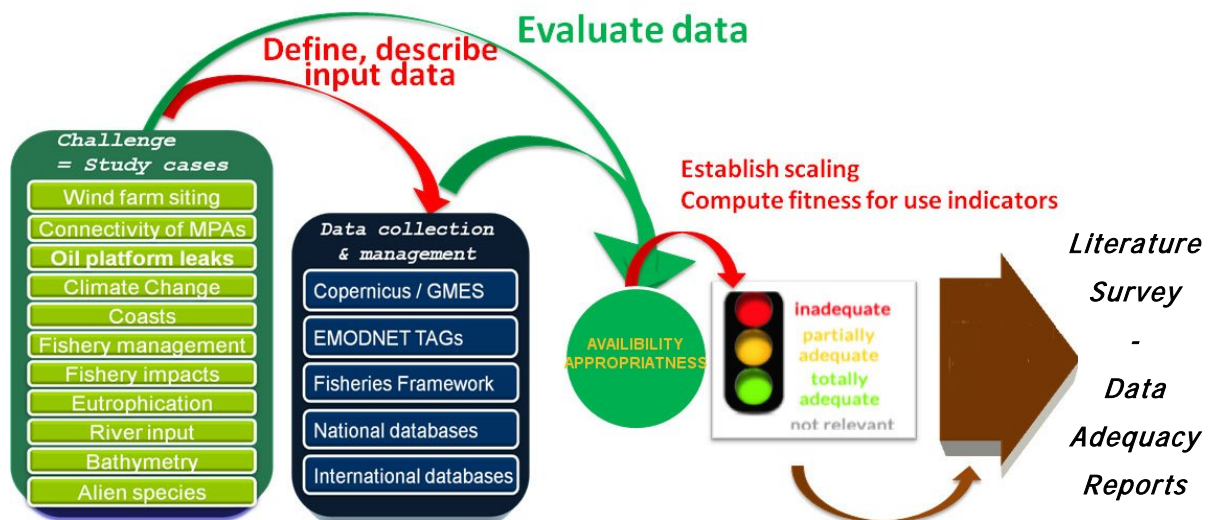 Evaluate data
Define, describe
input data
Challenge
= Study cases
Wind farm siting
Connectivity of MPAs
Oil platform leaks
Climate Change
Coasts
Fishery management
Fishery impacts
Eutrophication
River input
Bathymetry
Alien species
Data collection
& management
Copernicus / GMES
EMODNET TAGs
Fisheries Framework
National databases
International databases
AVAILIBILITY
APPROPRIATNESS
Establish scaling
Compute fitness for use indicators
inadequate
partially
adequate
totally
adequate
not relevant
Literature
Survey
-
Data
Adequacy
Reports